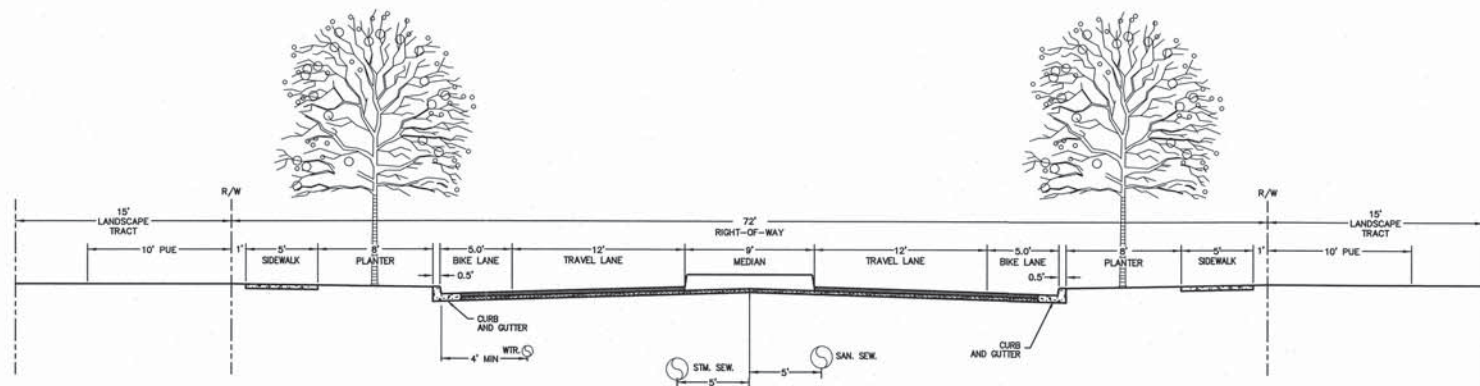 R/W
R/W
15'
LANDSCAPE
TRACT
72'
RIGHT-OF-WAY
15'
LANDSCAPE
TRACT
10' PUE
1'
5'
SIDEWALK
8'
PLANTER
5.0'
BIKE LANE
12'
TRAVEL LANE
9'
MEDIAN
12'
TRAVEL LANE
5.0'
BIKE LANE
8'
PLANTER
5'
SIDEWALK
1'
10' PUE
0.5'
0.5'
CURB
AND GUTTER
CURB
AND GUTTER
4' MIN
WTR.
STM. SEW.
5'
SAN. SEW.
5'